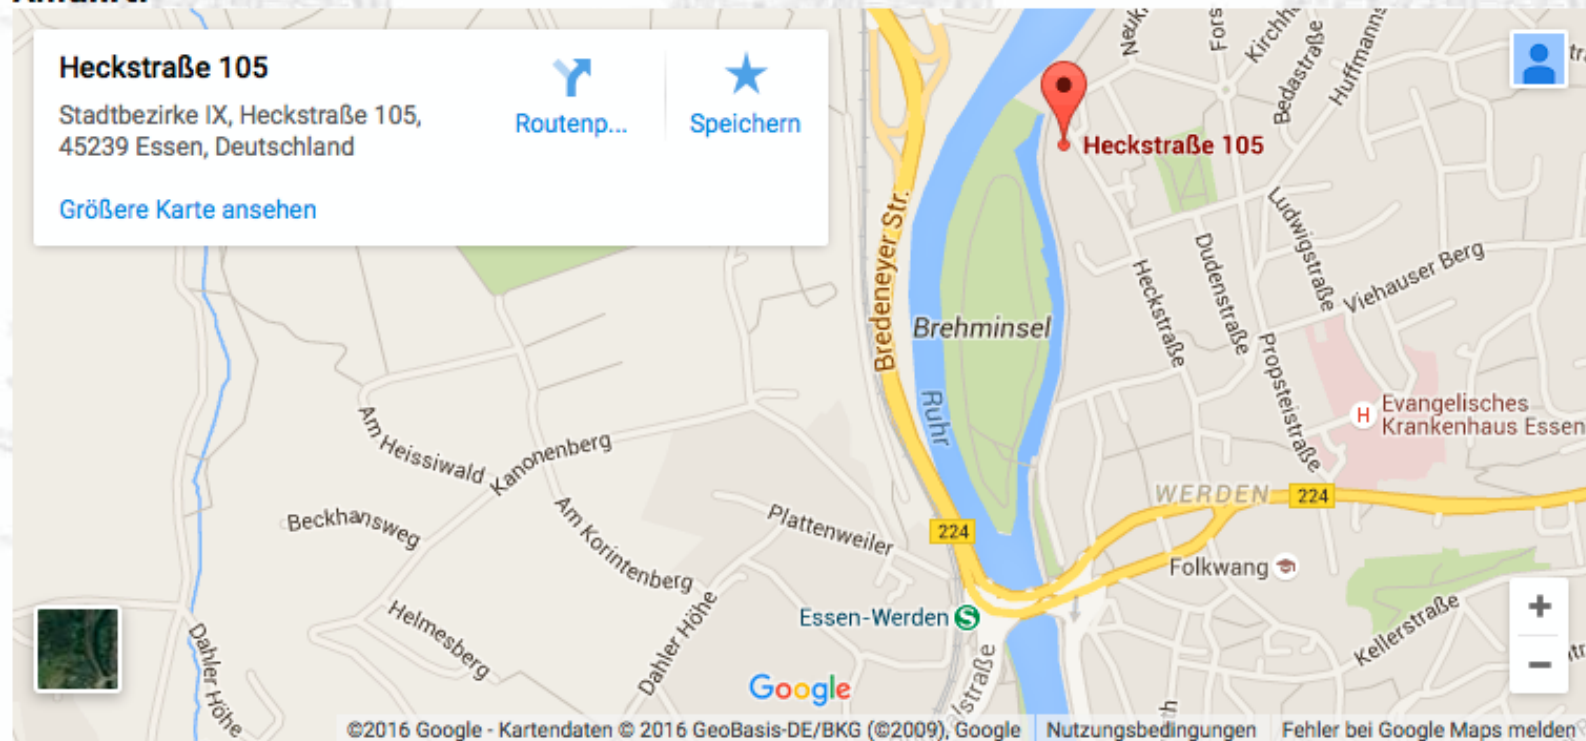 Heckstraße 105
Stadtbezirke IX, Heckstraße 105,
45239 Essen, Deutschland
Größere Karte ansehen
Routenp...
Speichern
Heckstraße 105
Kirchh
Bedastraße
Huffmanns
Bredeneyer Str.
Brehminsel
Ruhr
Heckstraße
Dudenstraße
Ludwigstraße
Viehauser Berg
Propsteistraße
H
Evangelisches
Krankenhaus Essen
Am Heissiwald
Kanonenberg
Beckhansweg
Am Korintenberg
Plattenweiler
224
WERDEN
224
Folkwang
Essen-Werden
S
Helmesberg
Dahler Höhe
Dahler Höhe
Kellerstraße
+
−
Google
alstraße
©2016 Google - Kartendaten © 2016 GeoBasis-DE/BKG (©2009), Google
Nutzungsbedingungen
Fehler bei Google Maps melden